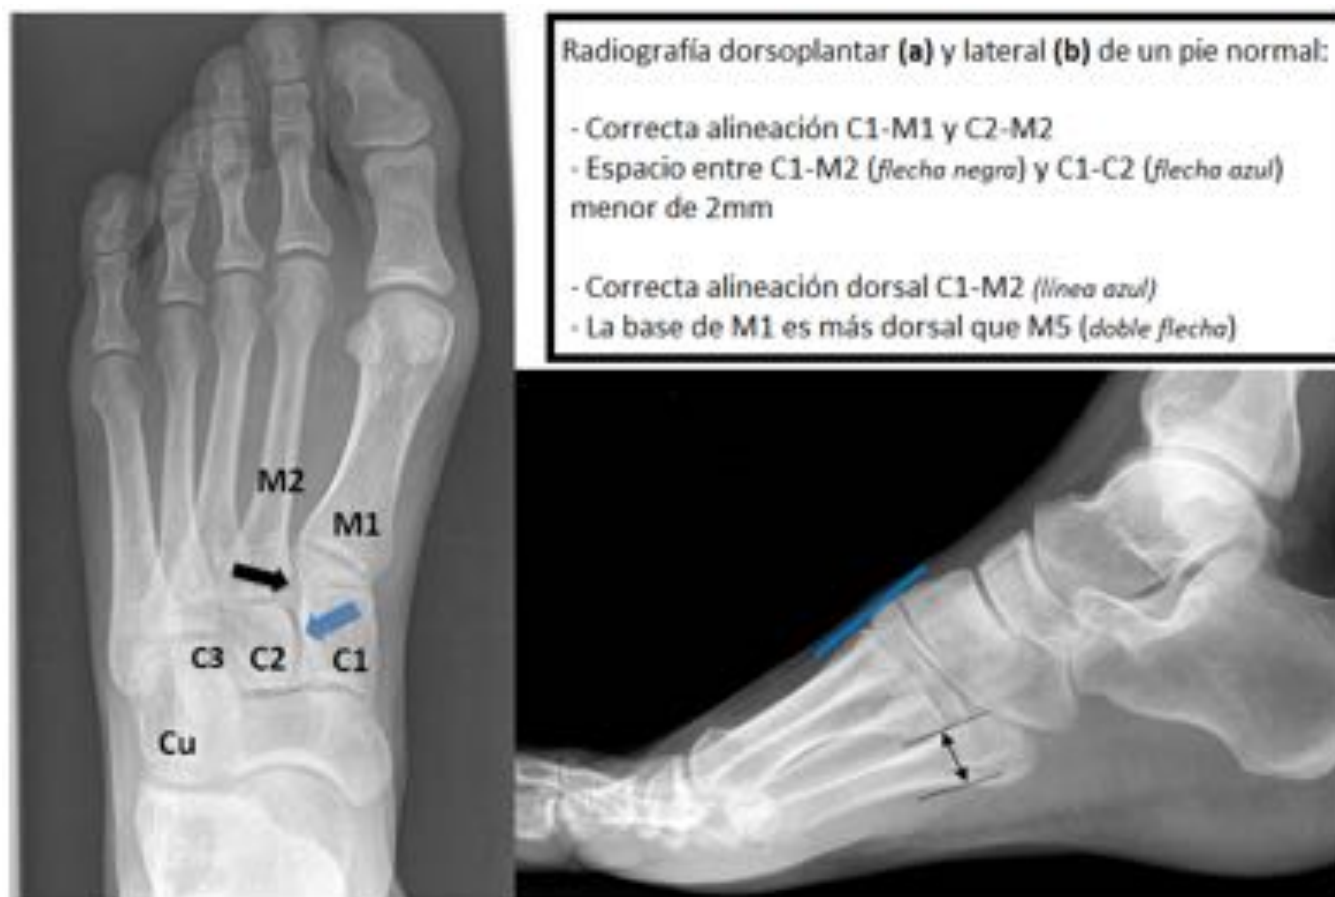 Radiografía dorsoplantar (a) y lateral (b) de un pie normal:
- Correcta alineación C1-M1 y C2-M2
- Espacio entre C1-M2 (flecha negra) y C1-C2 (flecha azul)
menor de 2mm
- Correcta alineación dorsal C1-M2 (línea azul)
- La base de M1 es más dorsal que M5 (doble flecha)
M2
M1
C3 C2 C1
Cu